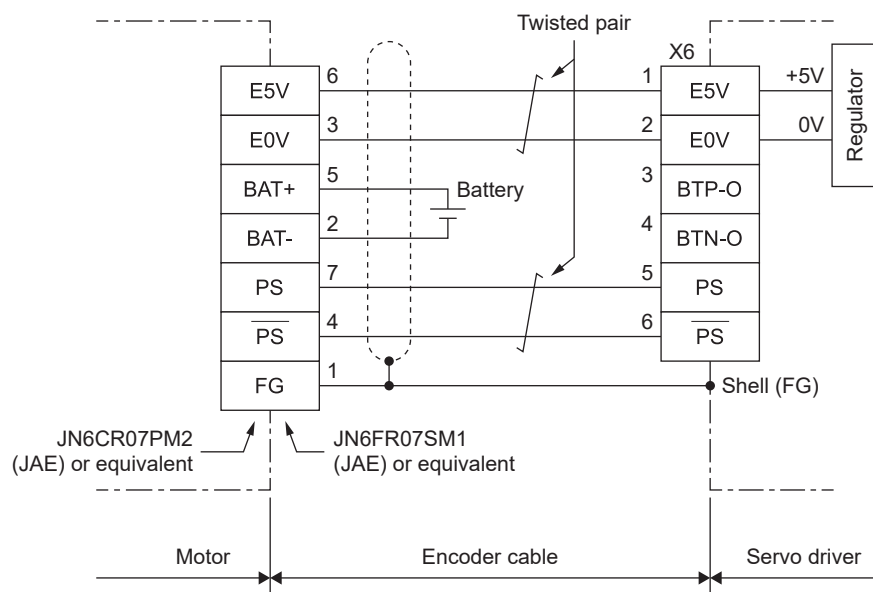 Twisted pair
X6
E5V 6 1 E5V +5V
E0V 3 2 E0V 0V
Regulator
BAT+ 5 Battery 3 BTP-O
BAT- 2 4 BTN-O
PS 7 5 PS
P̅S̅ 4 6 P̅S̅
FG 1 Shell (FG)
JN6CR07PM2
(JAE) or equivalent
JN6FR07SM1
(JAE) or equivalent
Motor Encoder cable Servo driver